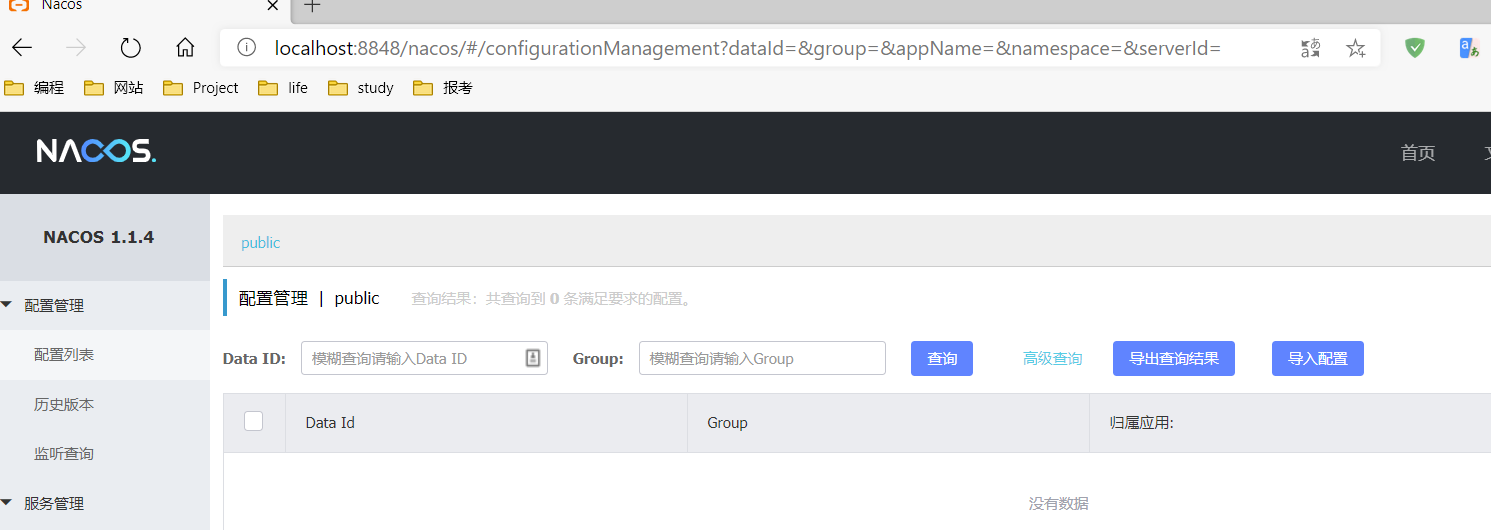 Nacos
localhost:8848/nacos/#/configurationManagement?dataId=&group=&appName=&namespace=&serverId=
编程 网站 Project life study 报考
NACOS.
首页
NACOS 1.1.4
public
配置管理
配置管理 | public 查询结果：共查询到 0 条满足要求的配置。
配置列表
Data ID: 模糊查询请输入Data ID Group: 模糊查询请输入Group 查询 高级查询 导出查询结果 导入配置
历史版本
Data Id Group 归属应用:
监听查询
服务管理
没有数据